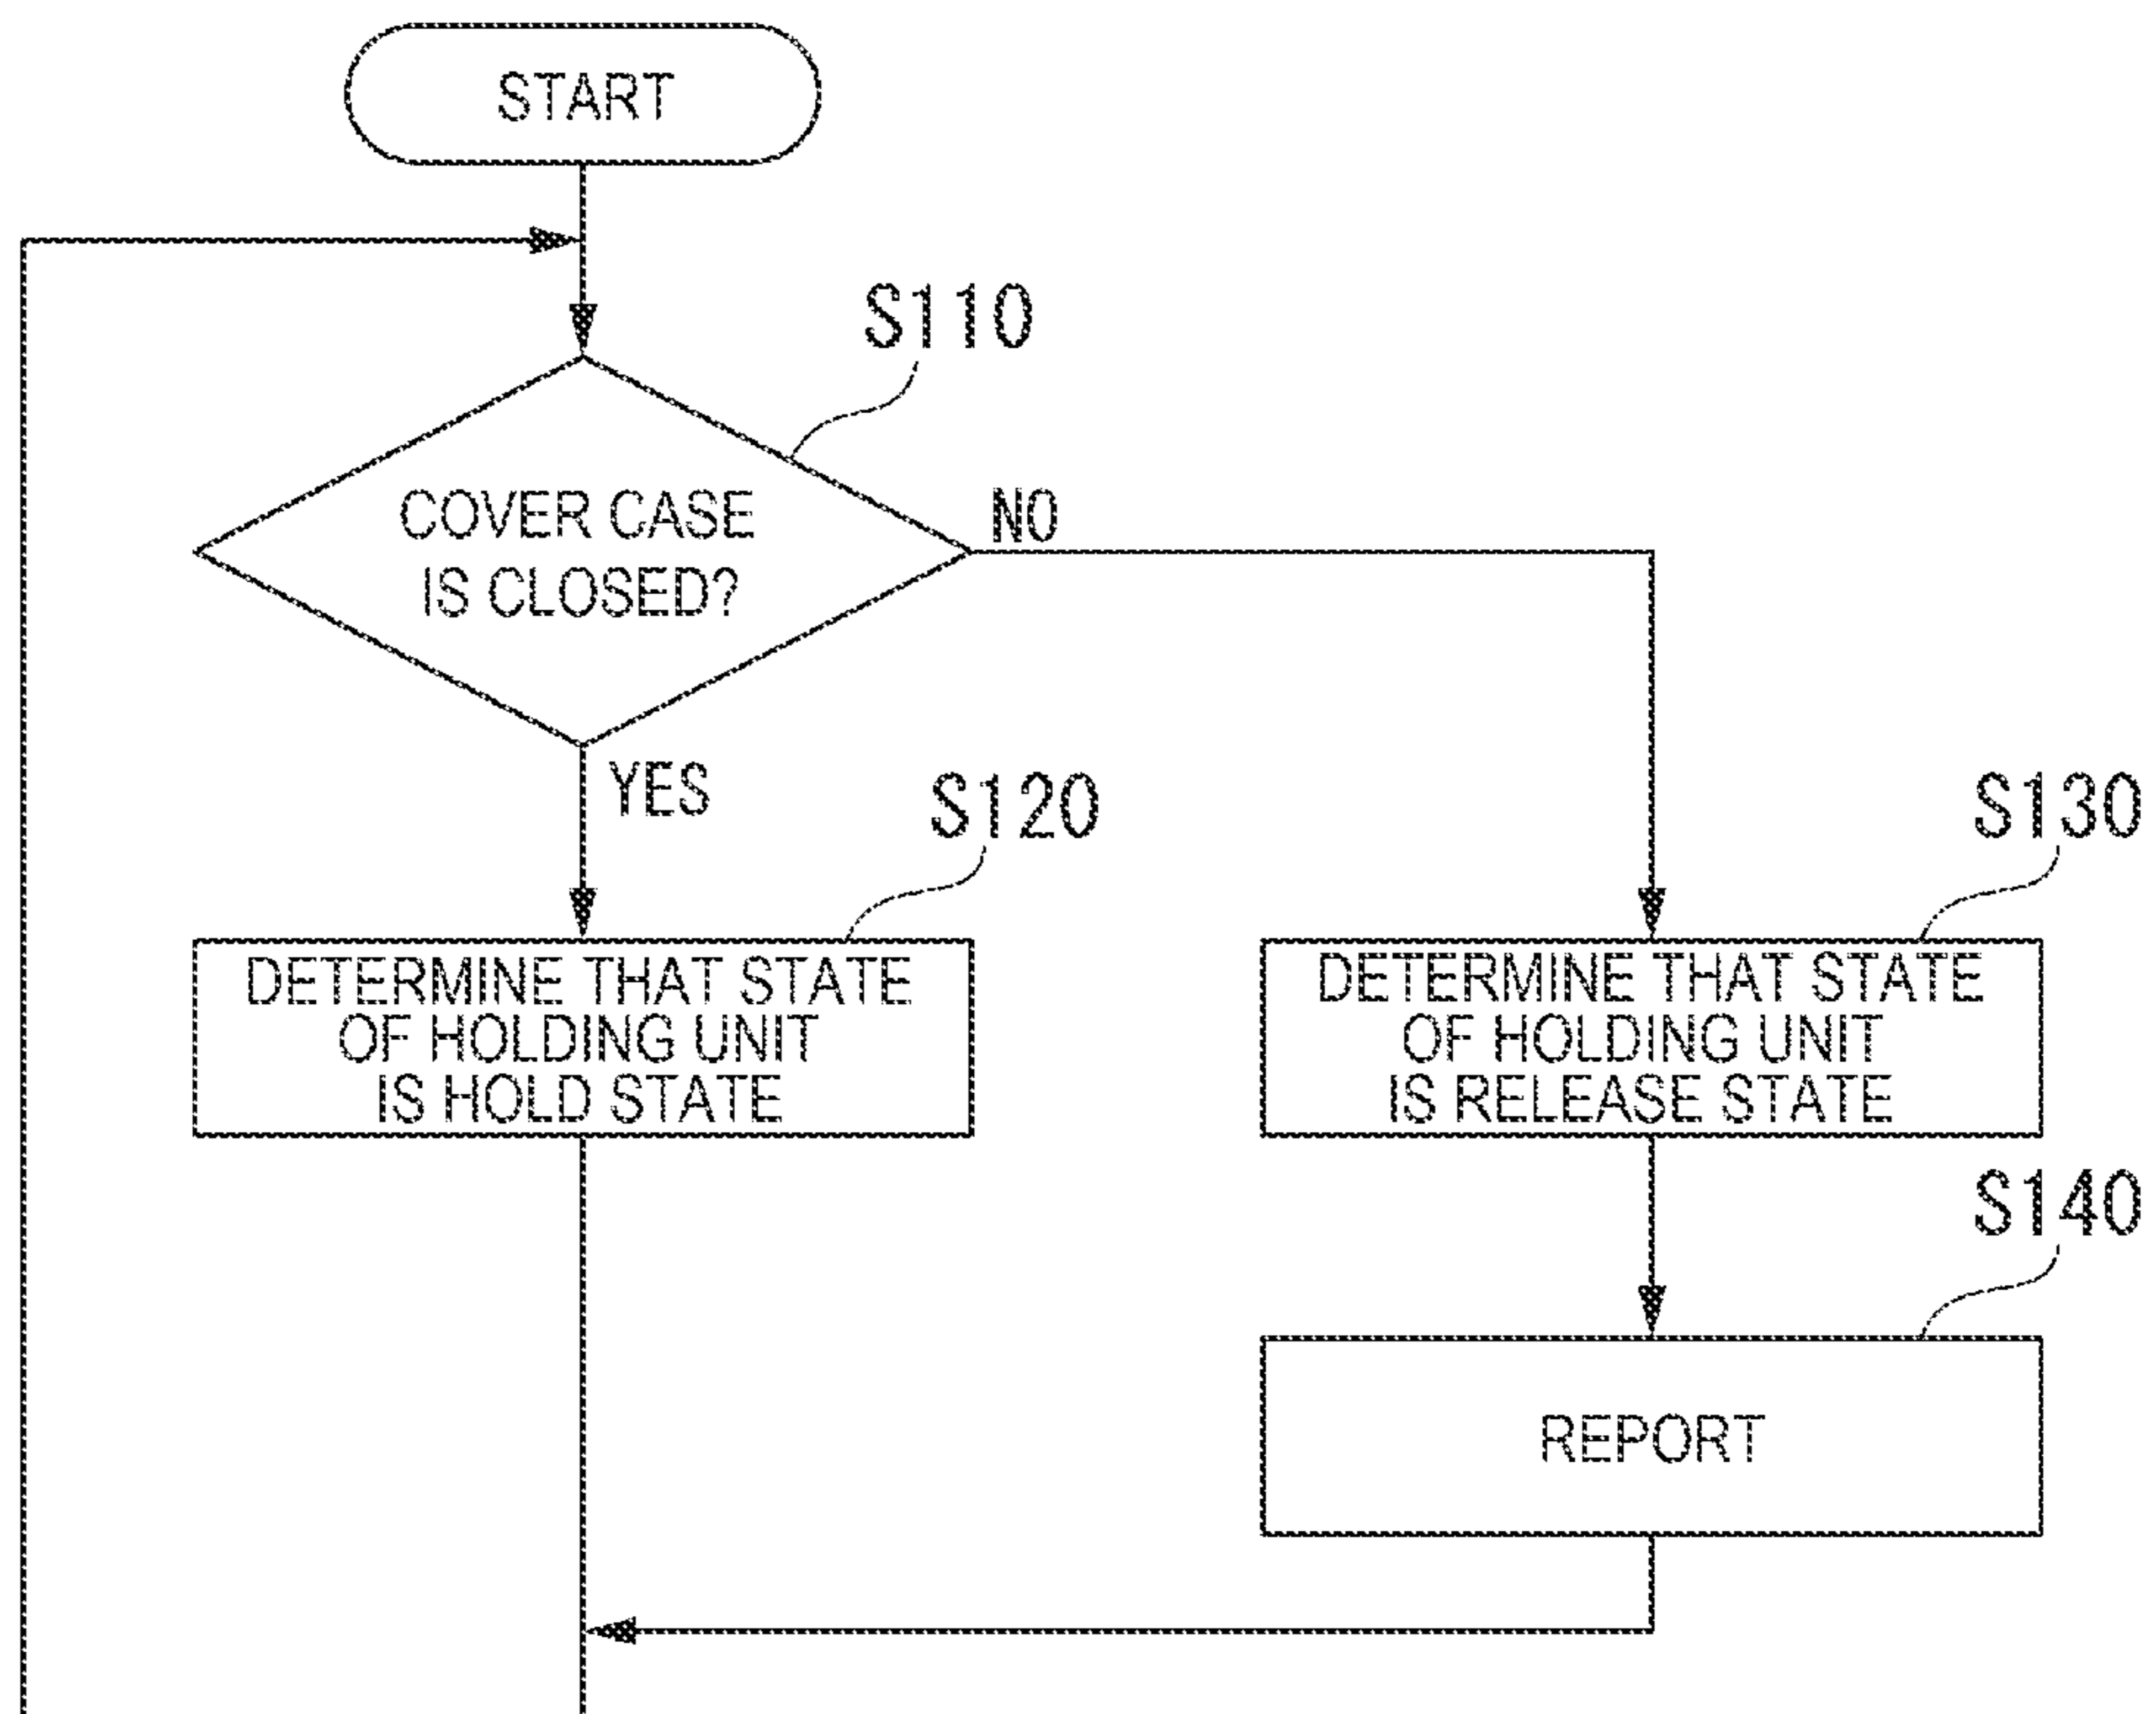 START
S110
COVER CASE
IS CLOSED?
NO
YES
S120
S130
DETERMINE THAT STATE
OF HOLDING UNIT
IS HOLD STATE
DETERMINE THAT STATE
OF HOLDING UNIT
IS RELEASE STATE
S140
REPORT